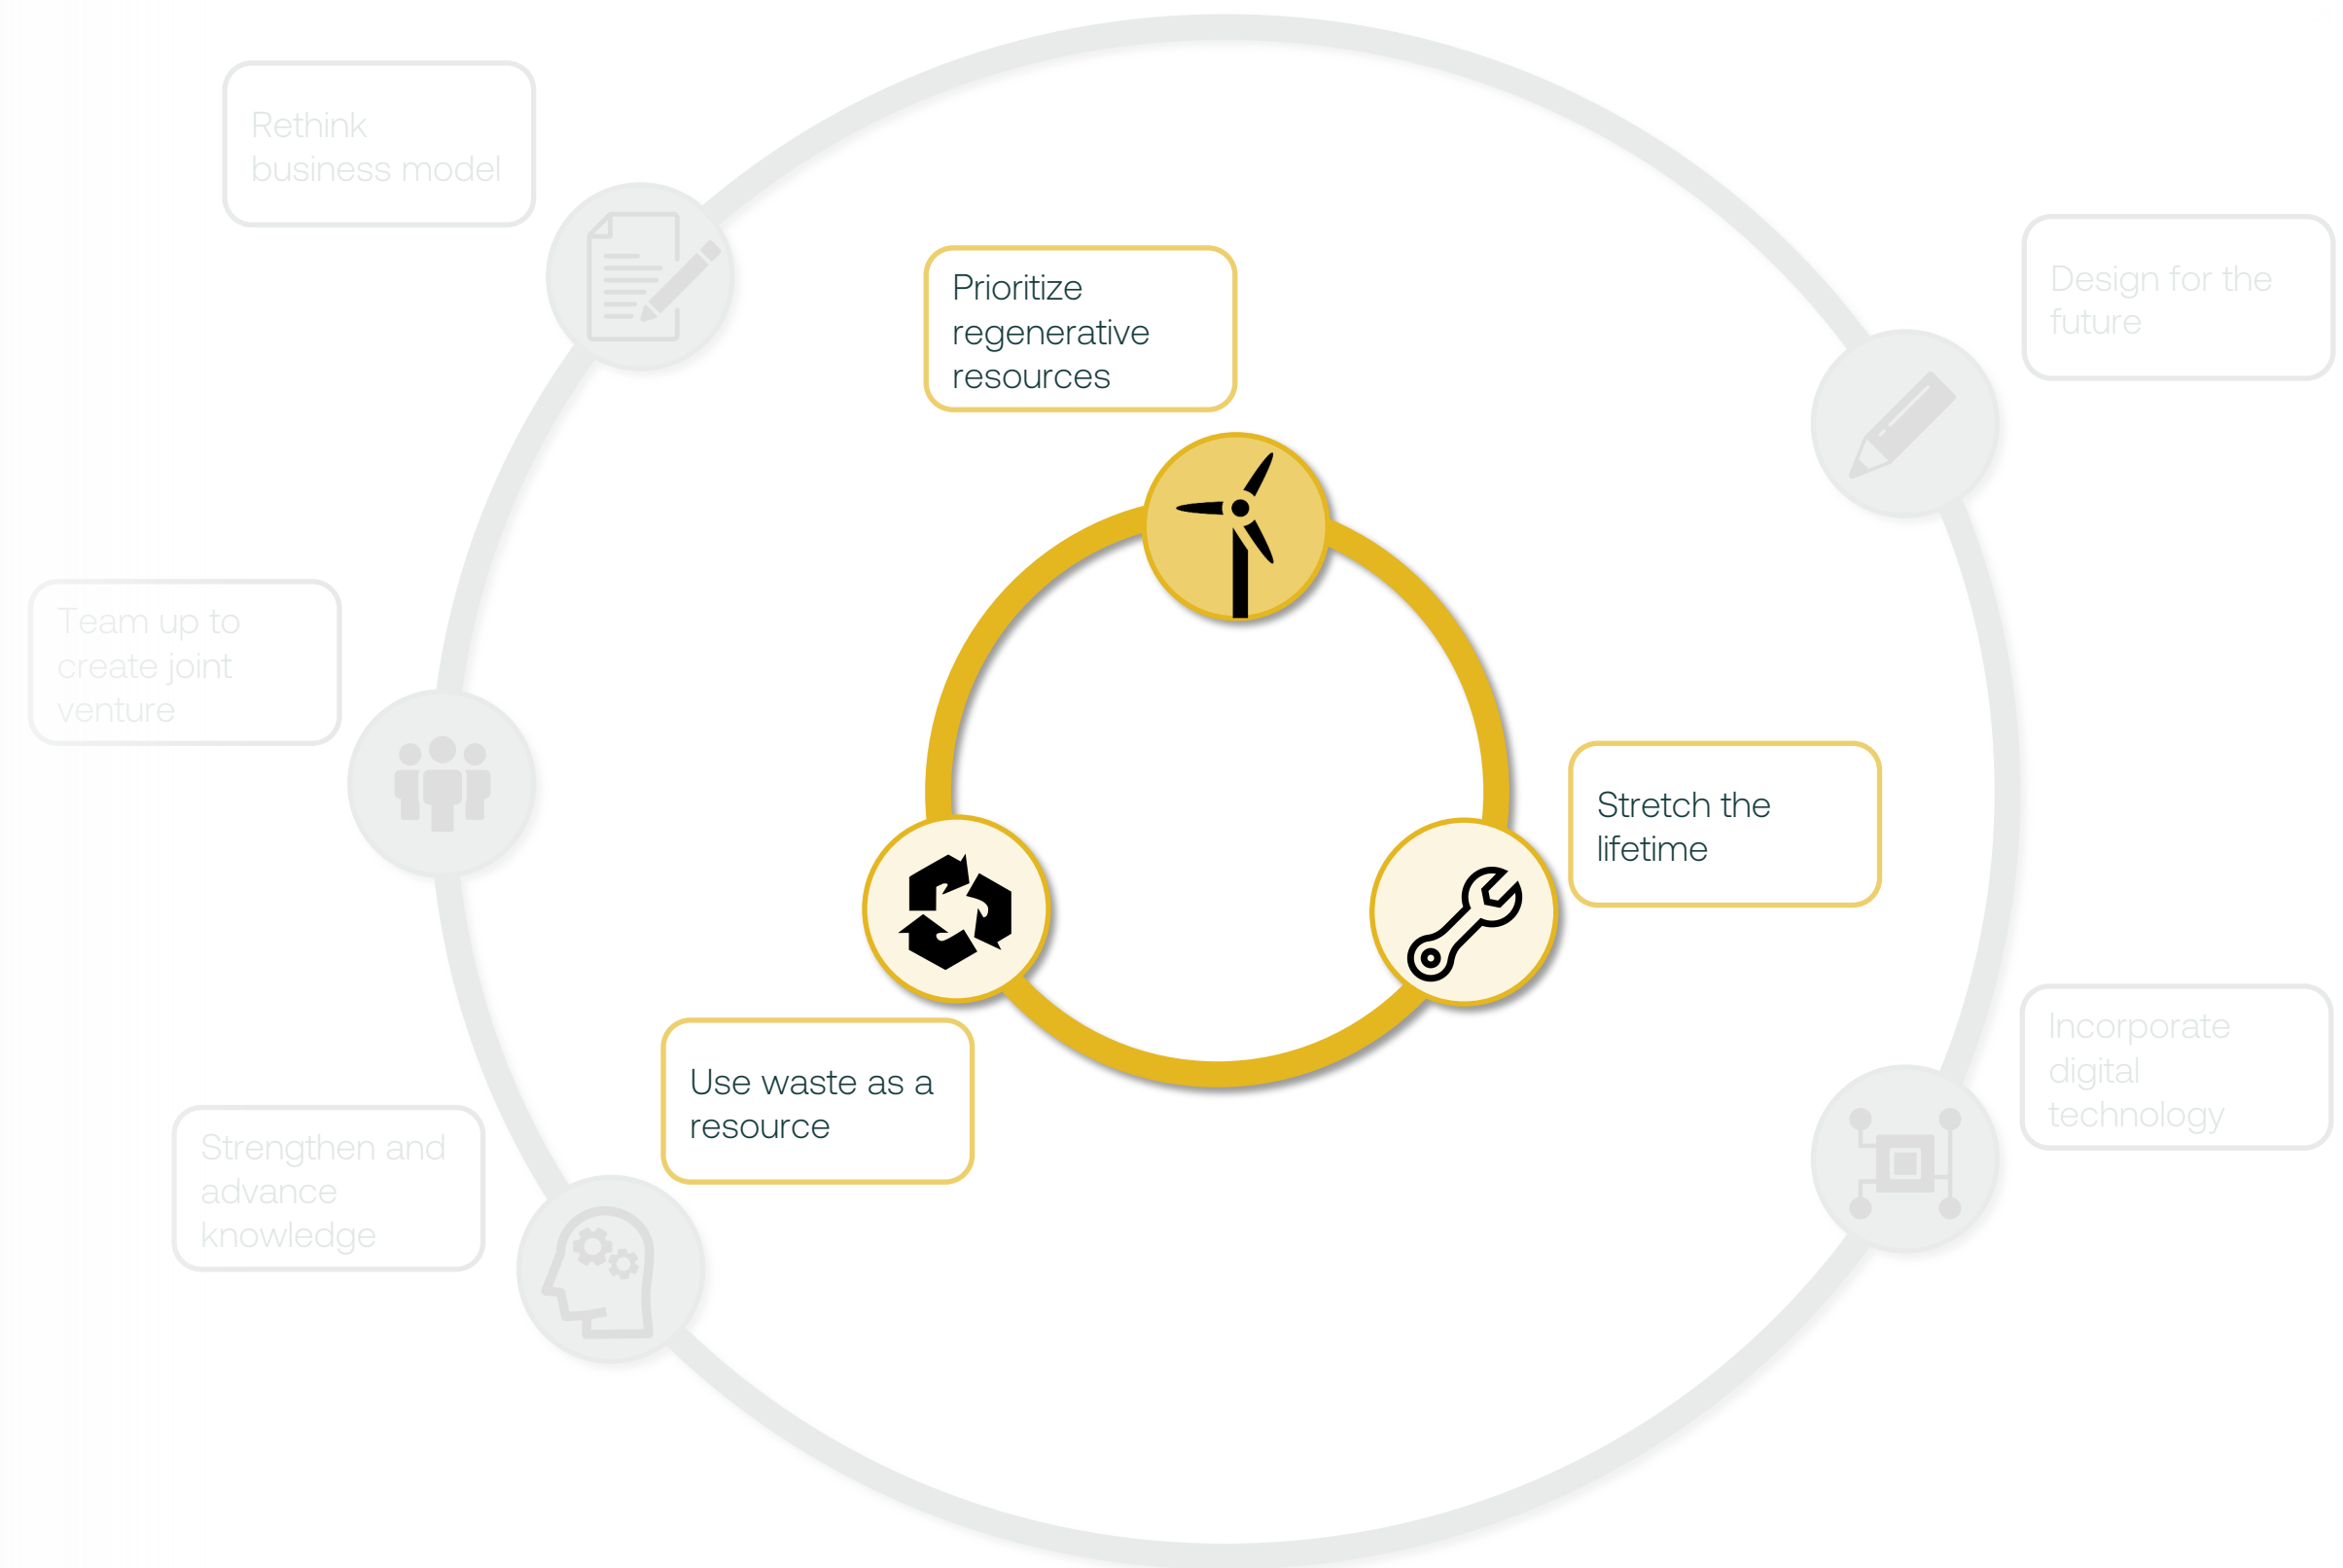 Rethink
business model
Prioritize
regenerative
resources
Design for the
future
Team up to
create joint
venture
Stretch the
lifetime
Use waste as a
resource
Incorporate
digital
technology
Strengthen and
advance
knowledge